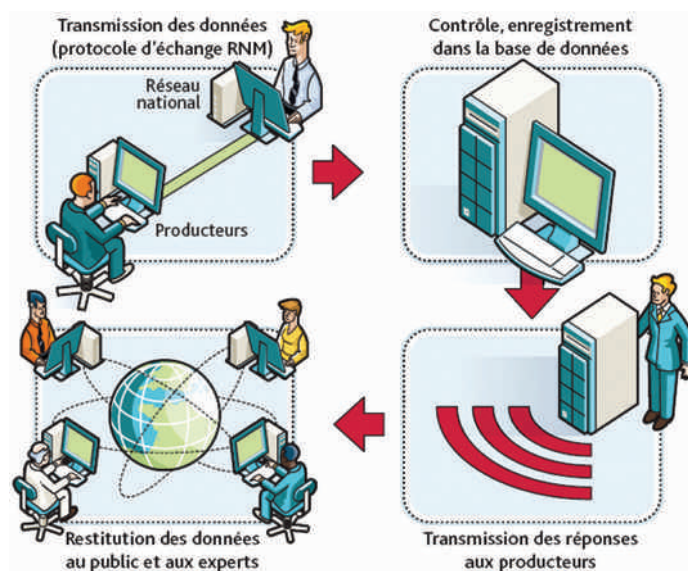 Transmission des données
(protocole d'échange RNM)
Réseau
national
Producteurs
Contrôle, enregistrement
dans la base de données
Transmission des réponses
aux producteurs
Restitution des données
au public et aux experts